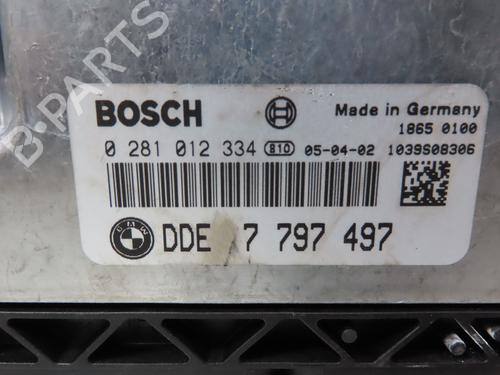 B-PARTS
BOSCH
Made in Germany
1865 0100
0 281 012 334 810 05-04-02 1039S08306
BMW
DDE 7 797 497